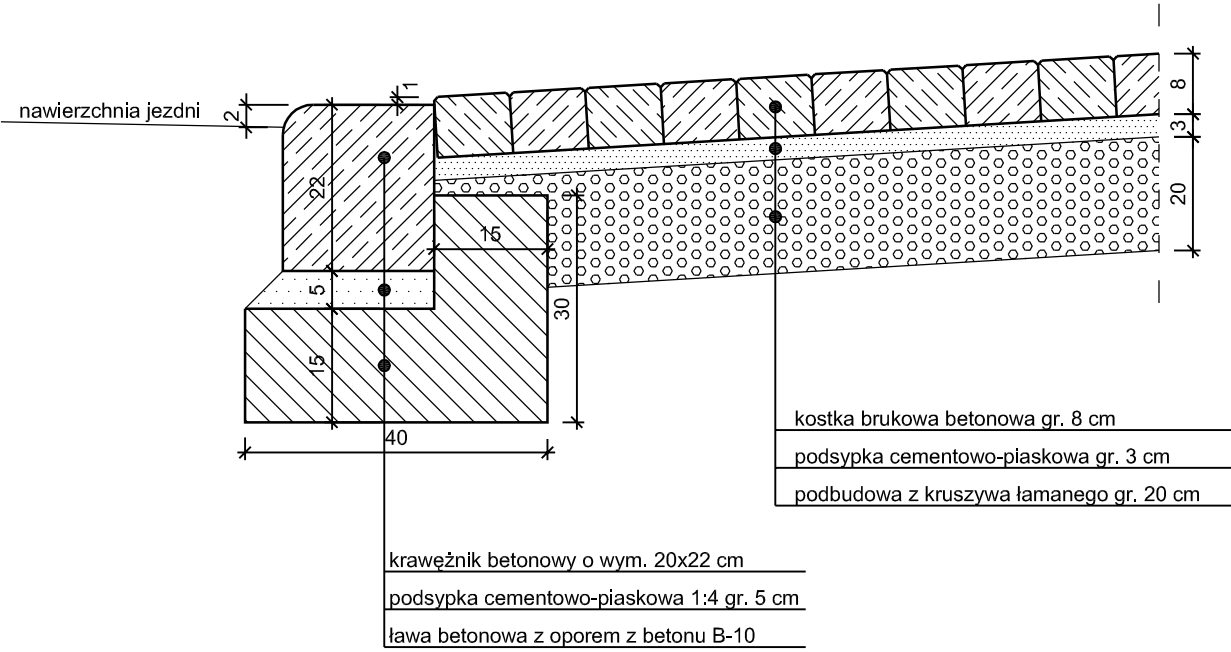 nawierzchnia jezdni
2
1
22
5
15
15
30
40
8
3
20
kostka brukowa betonowa gr. 8 cm
podsypka cementowo-piaskowa gr. 3 cm
podbudowa z kruszywa łamanego gr. 20 cm
krawężnik betonowy o wym. 20x22 cm
podsypka cementowo-piaskowa 1:4 gr. 5 cm
ława betonowa z oporem z betonu B-10